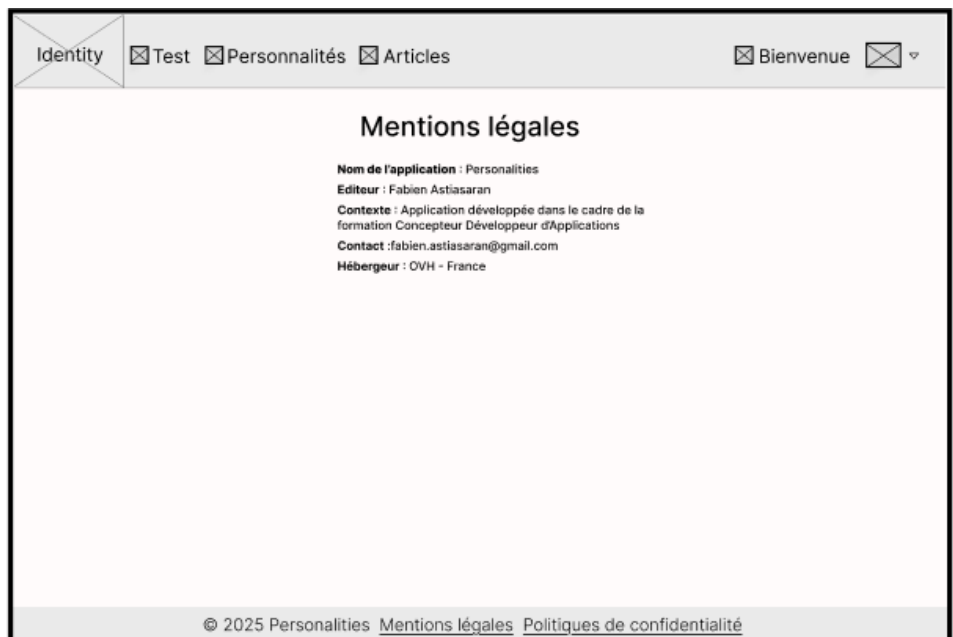 Identity Test Personnalités Articles Bienvenue
Mentions légales
Nom de l'application : Personalities
Editeur : Fabien Astiasaran
Contexte : Application développée dans le cadre de la
formation Concepteur Développeur d'Applications
Contact :fabien.astiasaran@gmail.com
Hébergeur : OVH - France
© 2025 Personalities Mentions légales Politiques de confidentialité